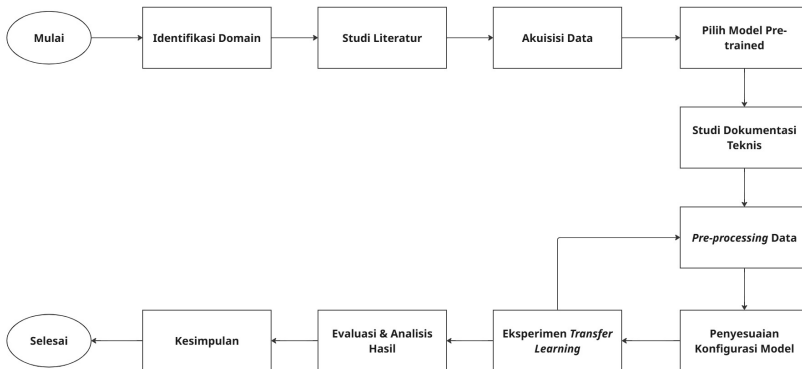 Mulai
Identifikasi Domain
Studi Literatur
Akuisisi Data
Pilih Model Pre-
trained
Studi Dokumentasi
Teknis
Pre-processing Data
Penyesuaian
Konfigurasi Model
Eksperimen Transfer
Learning
Evaluasi & Analisis
Hasil
Kesimpulan
Selesai